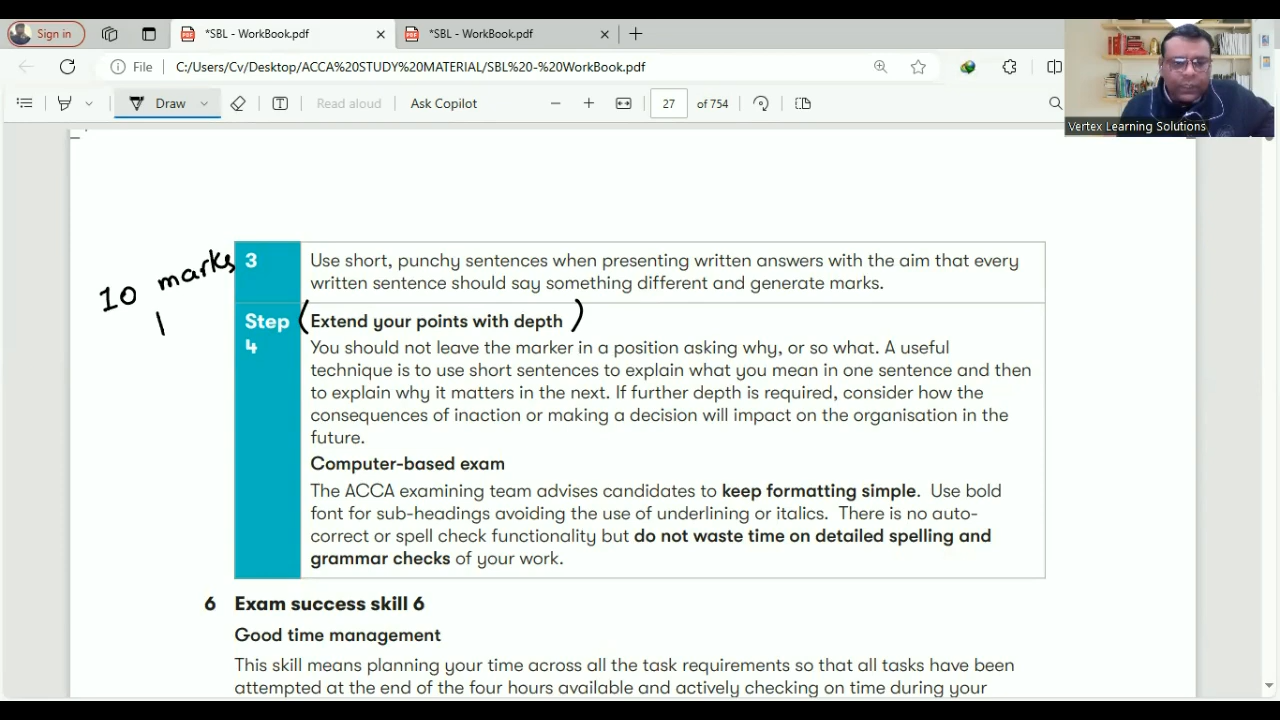 Sign in
*SBL - WorkBook.pdf
*SBL - WorkBook.pdf
File
C:/Users/Cv/Desktop/ACCA%20STUDY%20MATERIAL/SBL%20-%20WorkBook.pdf
Draw
Read aloud
Ask Copilot
27
of 754
Vertex Learning Solutions
10 marks
3
Use short, punchy sentences when presenting written answers with the aim that every
written sentence should say something different and generate marks.
Step
4
(Extend your points with depth)
You should not leave the marker in a position asking why, or so what. A useful
technique is to use short sentences to explain what you mean in one sentence and then
to explain why it matters in the next. If further depth is required, consider how the
consequences of inaction or making a decision will impact on the organisation in the
future.
Computer-based exam
The ACCA examining team advises candidates to keep formatting simple. Use bold
font for sub-headings avoiding the use of underlining or italics. There is no auto-
correct or spell check functionality but do not waste time on detailed spelling and
grammar checks of your work.
6 Exam success skill 6
Good time management
This skill means planning your time across all the task requirements so that all tasks have been
attempted at the end of the four hours available and actively checking on time during your